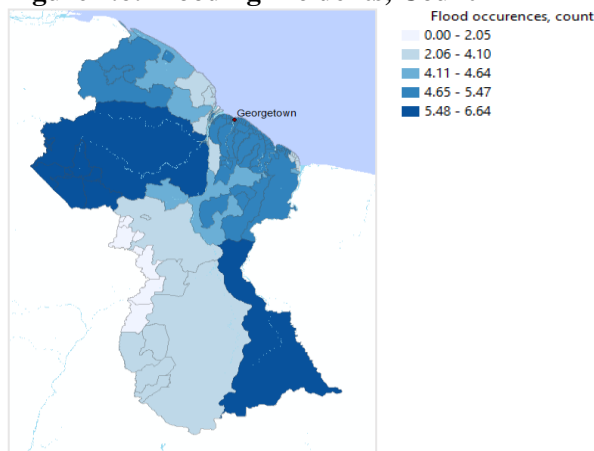 Flood occurences, count
0.00 - 2.05
2.06 - 4.10
4.11 - 4.64
4.65 - 5.47
5.48 - 6.64
Georgetown